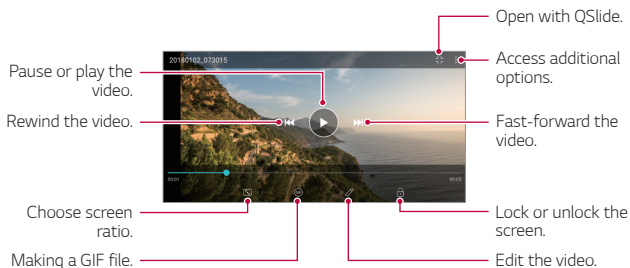 Open with QSlide.
20180102_073015
Access additional
options.
Pause or play the
video.
Rewind the video.
Fast-forward the
video.
00:01
00:05
GIF
Choose screen
ratio.
Lock or unlock the
screen.
Making a GIF file.
Edit the video.